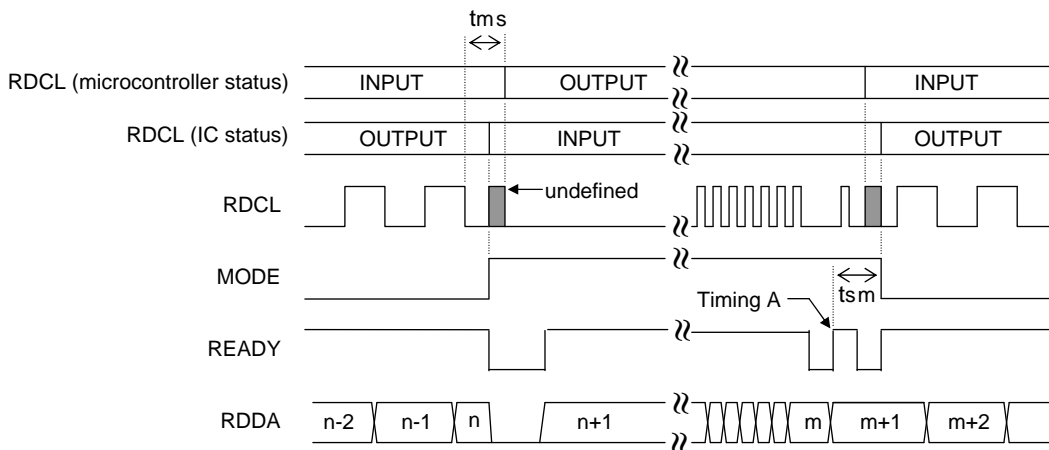 tms
RDCL (microcontroller status) INPUT OUTPUT INPUT
RDCL (IC status) OUTPUT INPUT OUTPUT
RDCL undefined
MODE
Timing A tsm
READY
RDDA n-2 n-1 n n+1 m m+1 m+2